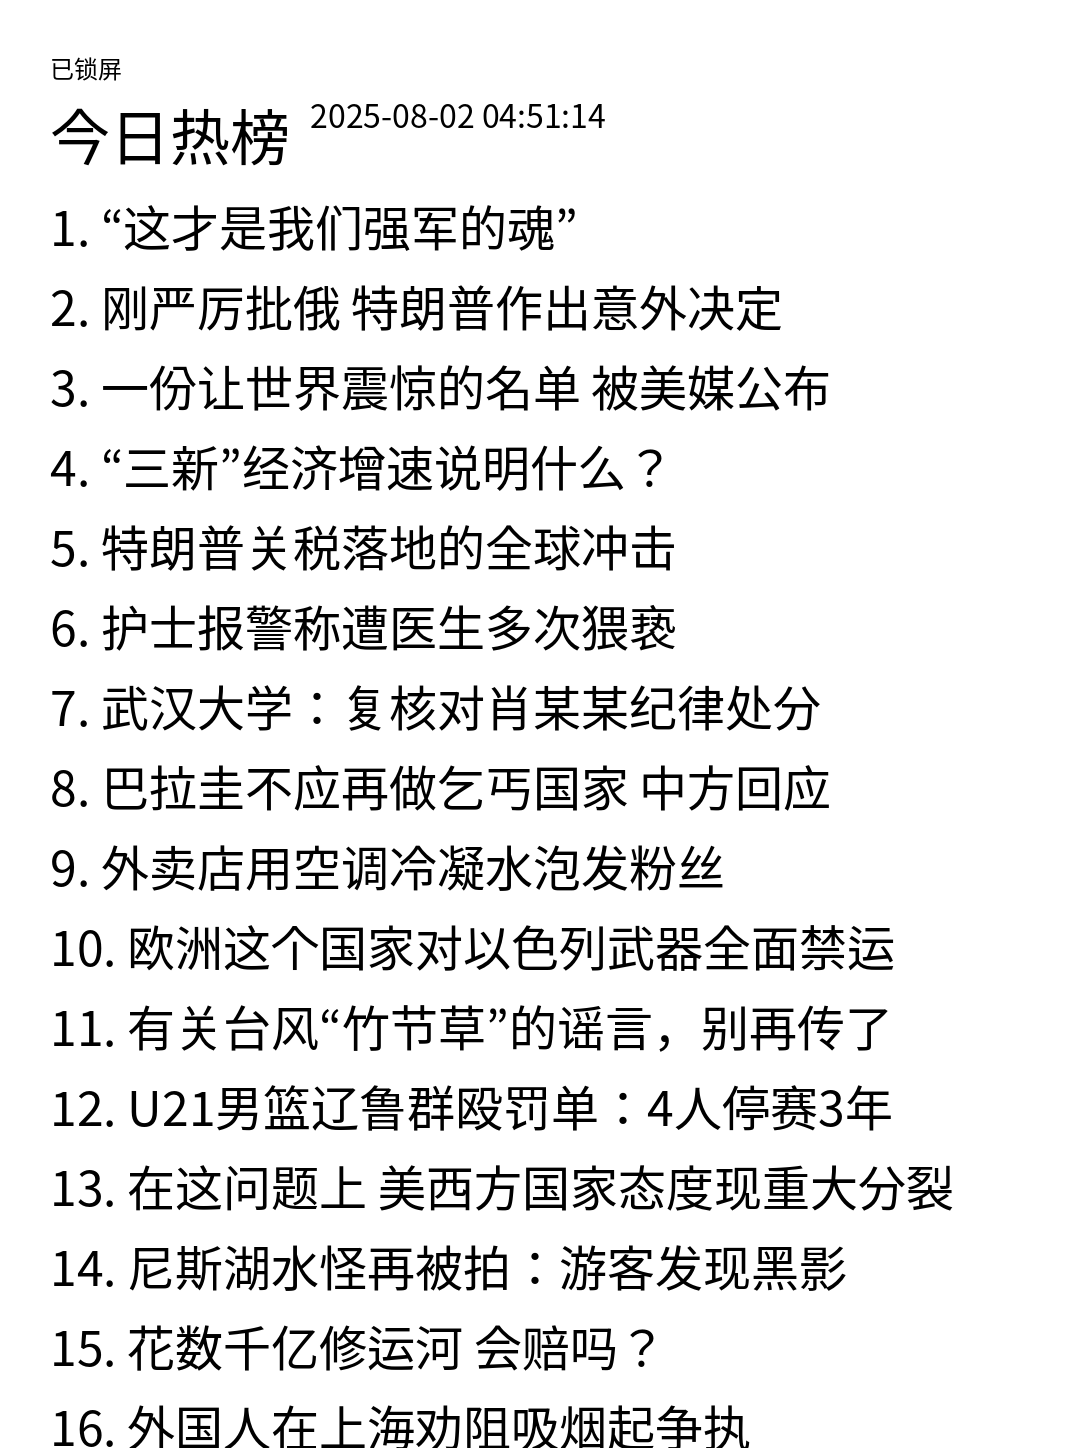 已锁屏
今日热榜 2025-08-02 04:51:14
1. “这才是我们强军的魂”
2. 刚严厉批俄 特朗普作出意外决定
3. 一份让世界震惊的名单 被美媒公布
4. “三新”经济增速说明什么？
5. 特朗普关税落地的全球冲击
6. 护士报警称遭医生多次猥亵
7. 武汉大学：复核对肖某某纪律处分
8. 巴拉圭不应再做乞丐国家 中方回应
9. 外卖店用空调冷凝水泡发粉丝
10. 欧洲这个国家对以色列武器全面禁运
11. 有关台风“竹节草”的谣言，别再传了
12. U21男篮辽鲁群殴罚单：4人停赛3年
13. 在这问题上 美西方国家态度现重大分裂
14. 尼斯湖水怪再被拍：游客发现黑影
15. 花数千亿修运河 会赔吗？
16. 外国人在上海劝阻吸烟起争执